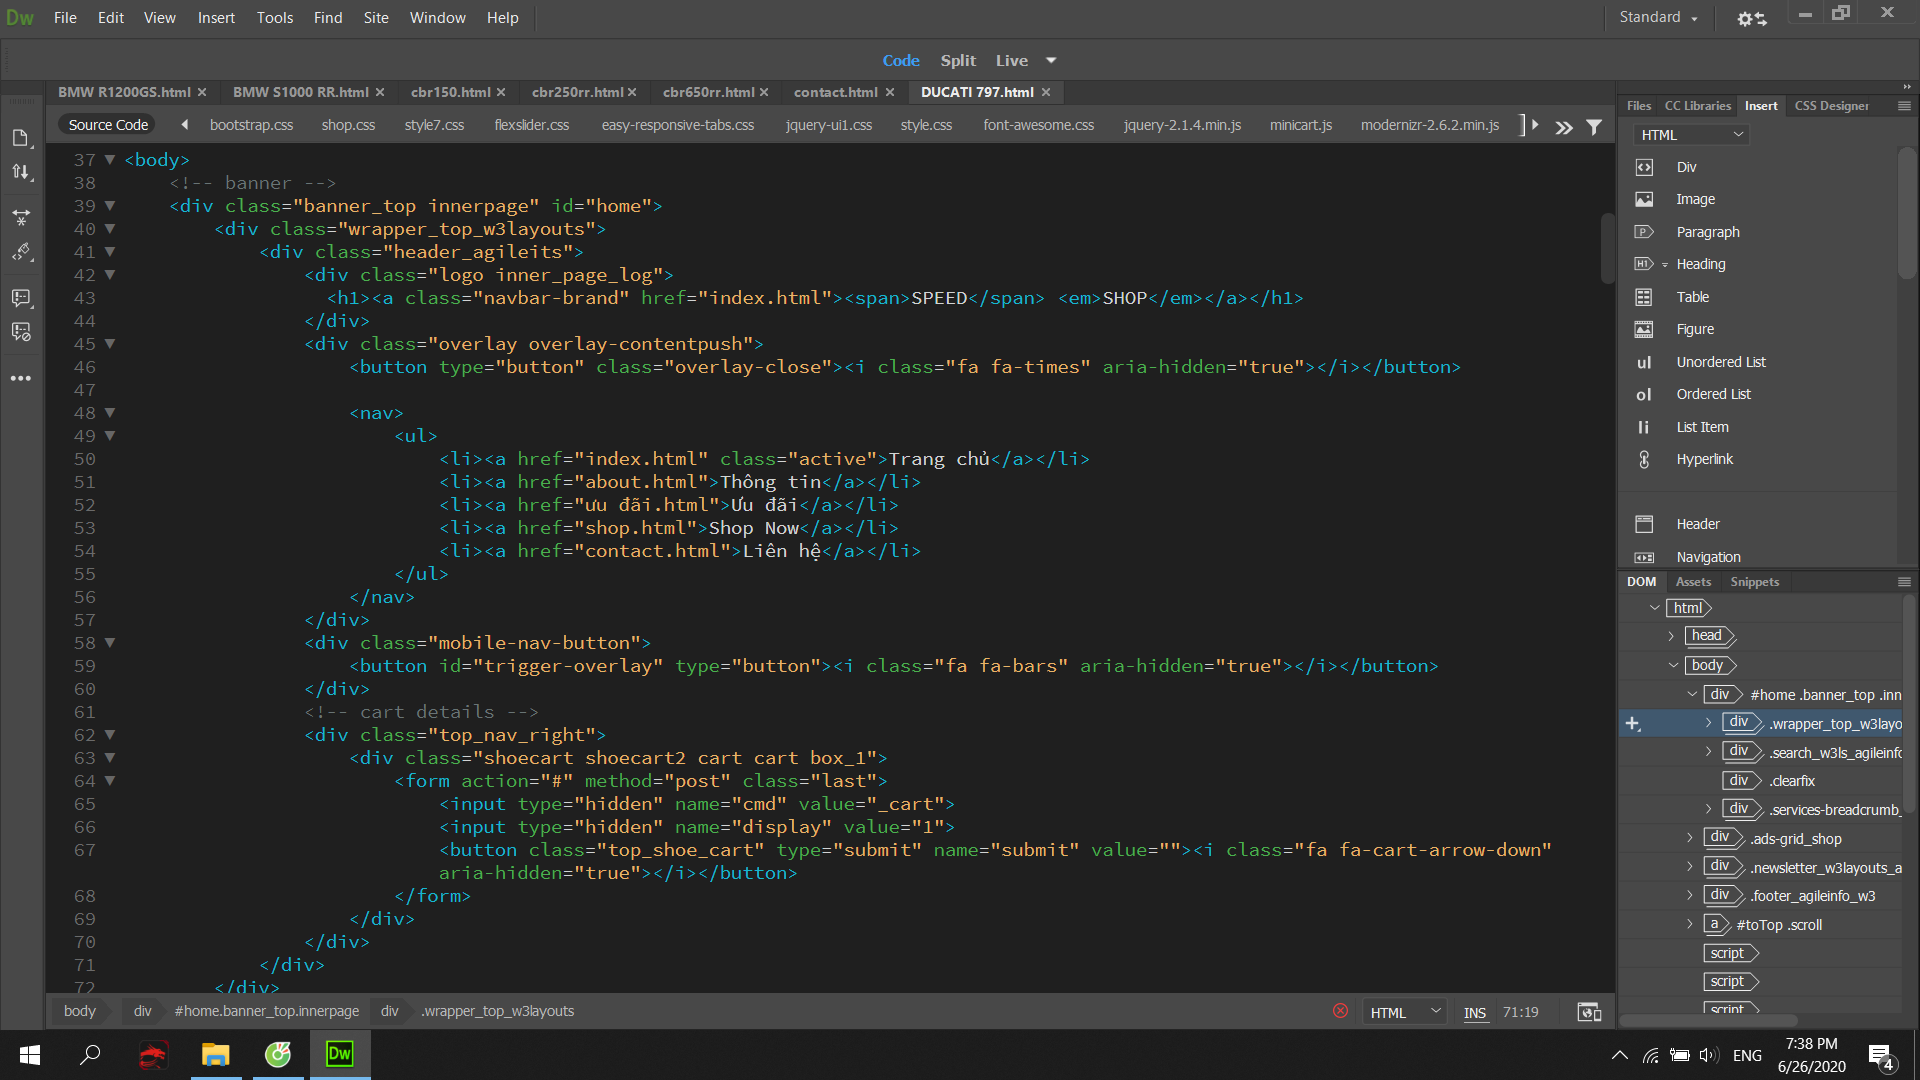 Dw File Edit View Insert Tools Find Site Window Help Standard
Code Split Live
BMW R1200GS.html BMW S1000 RR.html cbr150.html cbr250rr.html cbr650rr.html contact.html DUCATI 797.html
Source Code bootstrap.css shop.css style7.css flexslider.css easy-responsive-tabs.css jquery-ui1.css style.css font-awesome.css jquery-2.1.4.min.js minicart.js modernizr-2.6.2.min.js
37 <body>
38 <!-- banner -->
39 <div class="banner_top innerpage" id="home">
40 <div class="wrapper_top_w3layouts">
41 <div class="header_agileits">
42 <div class="logo inner_page_log">
43 <h1><a class="navbar-brand" href="index.html"><span>SPEED</span> <em>SHOP</em></a></h1>
44 </div>
45 <div class="overlay overlay-contentpush">
46 <button type="button" class="overlay-close"><i class="fa fa-times" aria-hidden="true"></i></button>
47
48 <nav>
49 <ul>
50 <li><a href="index.html" class="active">Trang chủ</a></li>
51 <li><a href="about.html">Thông tin</a></li>
52 <li><a href="ưu đãi.html">Ưu đãi</a></li>
53 <li><a href="shop.html">Shop Now</a></li>
54 <li><a href="contact.html">Liên hệ</a></li>
55 </ul>
56 </nav>
57 </div>
58 <div class="mobile-nav-button">
59 <button id="trigger-overlay" type="button"><i class="fa fa-bars" aria-hidden="true"></i></button>
60 </div>
61 <!-- cart details -->
62 <div class="top_nav_right">
63 <div class="shoecart shoecart2 cart cart box_1">
64 <form action="#" method="post" class="last">
65 <input type="hidden" name="cmd" value="_cart">
66 <input type="hidden" name="display" value="1">
67 <button class="top_shoe_cart" type="submit" name="submit" value=""><i class="fa fa-cart-arrow-down"
aria-hidden="true"></i></button>
68 </form>
69 </div>
70 </div>
71 </div>
72 </div>
body div #home.banner_top.innerpage div .wrapper_top_w3layouts HTML INS 71:19
Files CC Libraries Insert CSS Designer
HTML
Div
Image
Paragraph
H1 Heading
Table
Figure
ul Unordered List
ol Ordered List
li List Item
Hyperlink
Header
Navigation
DOM Assets Snippets
html
head
body
div #home .banner_top .inn
div .wrapper_top_w3layo
div .search_w3ls_agileinfo
div .clearfix
div .services-breadcrumb_
div .ads-grid_shop
div .newsletter_w3layouts_a
div .footer_agileinfo_w3
a #toTop .scroll
script
script
script
Dw
ENG
7:38 PM
6/26/2020
4